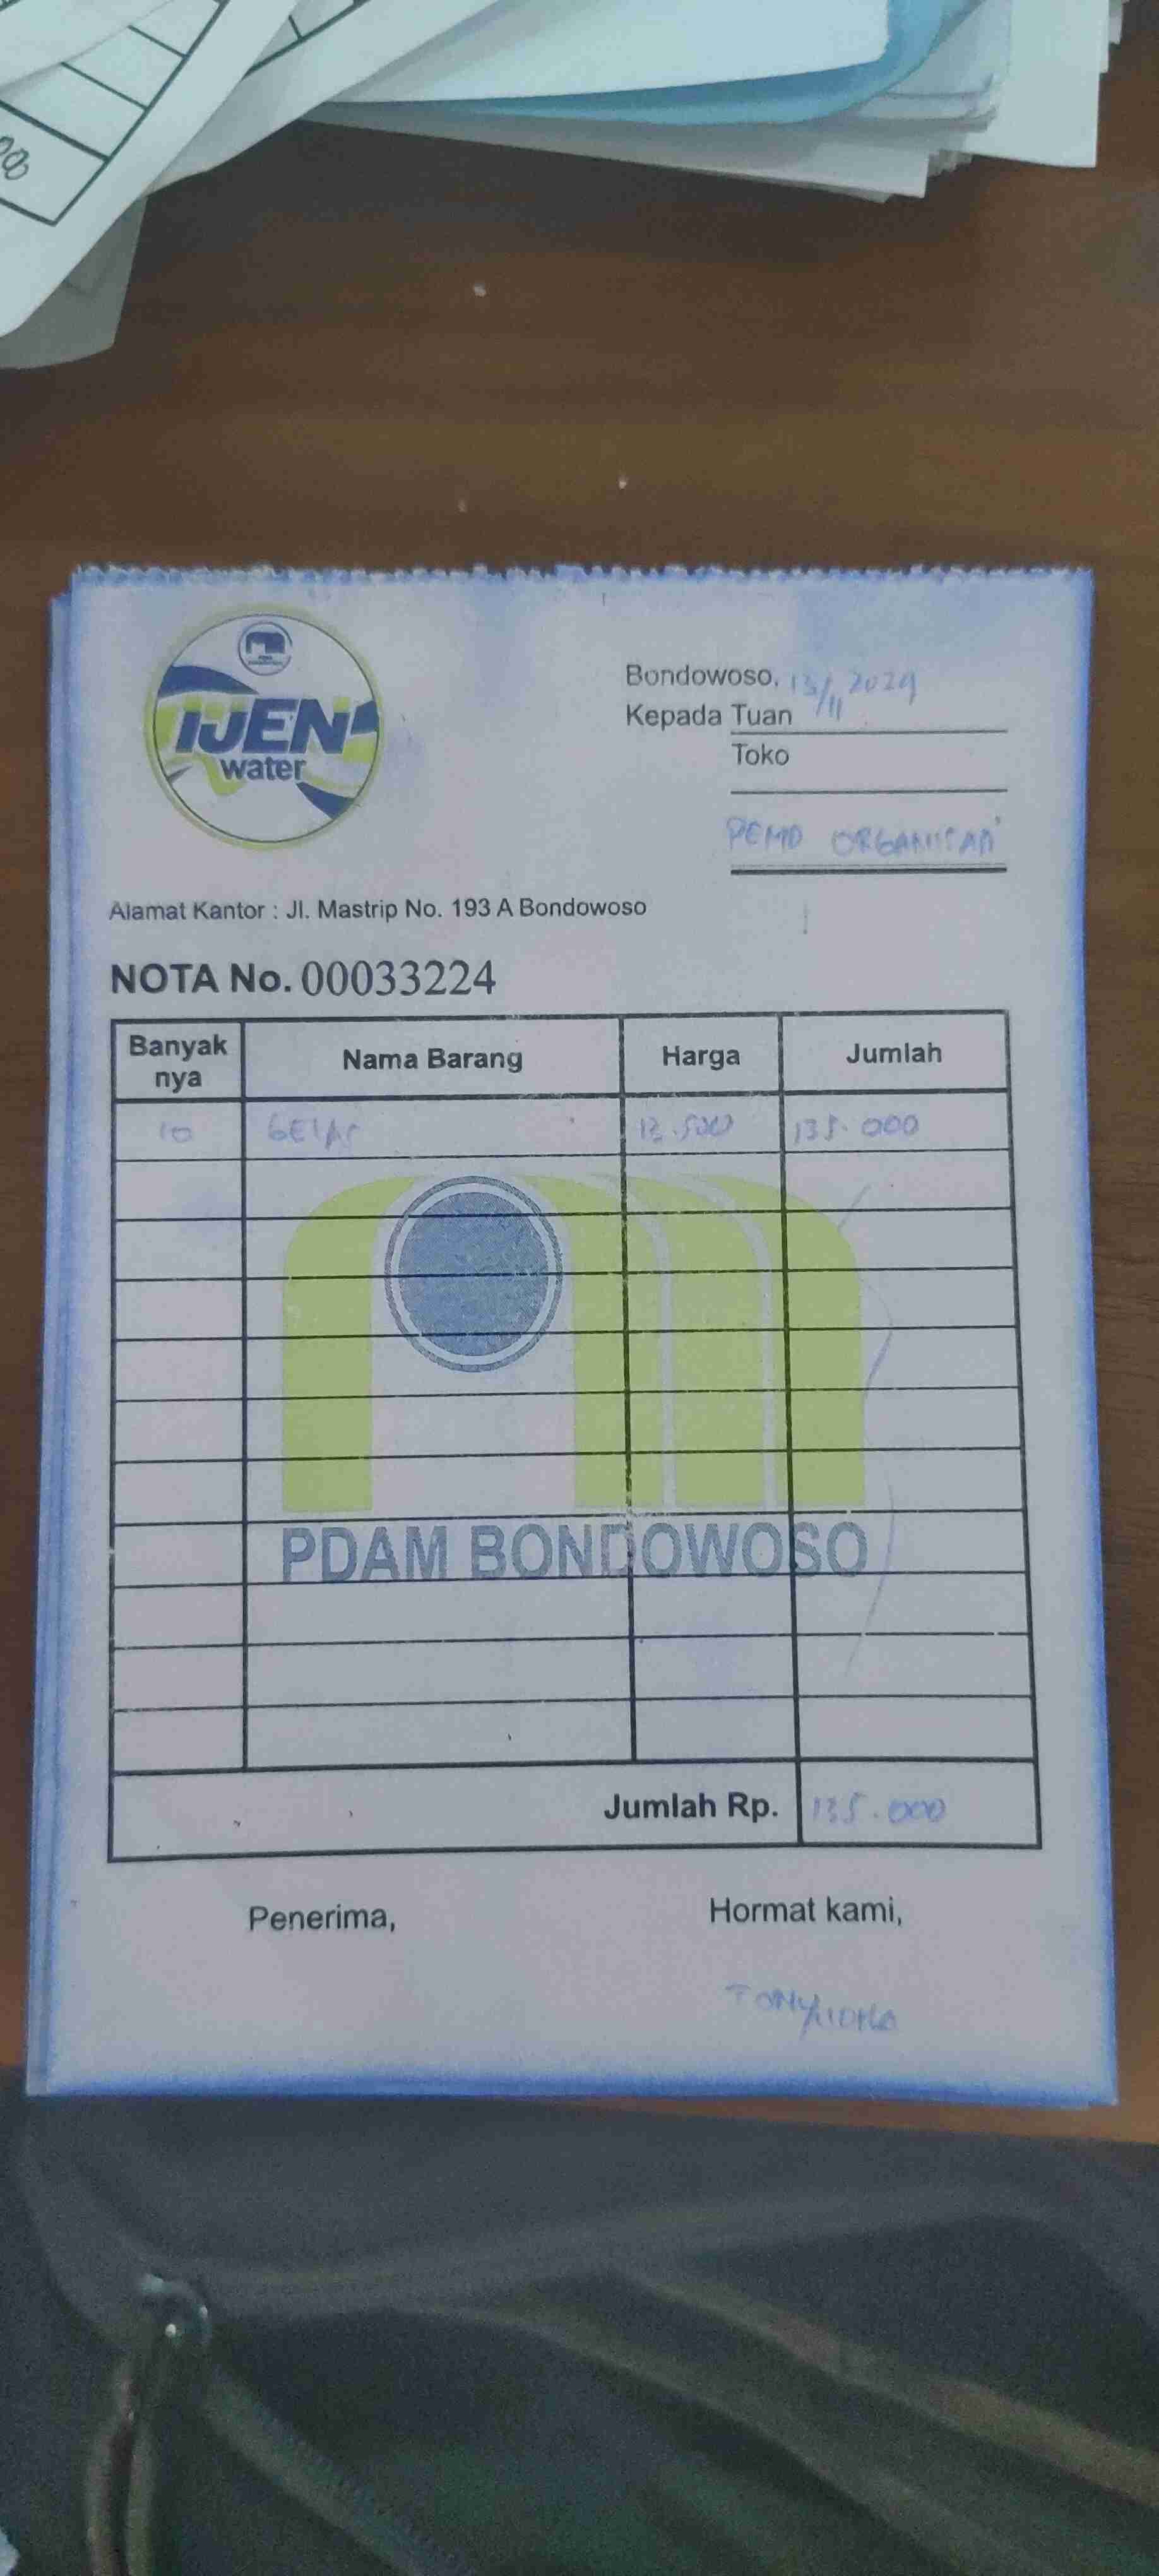 IJEN
water
Bondowoso, 13/11 2024
Kepada Tuan
Toko
PEMD ORGANISASI
Alamat Kantor : Jl. Mastrip No. 193 A Bondowoso
NOTA No. 00033224
Banyak nya Nama Barang Harga Jumlah
10 GELAS 13.500 135.000
PDAM BONDOWOSO
Jumlah Rp. 135.000
Penerima, Hormat kami,
TONY